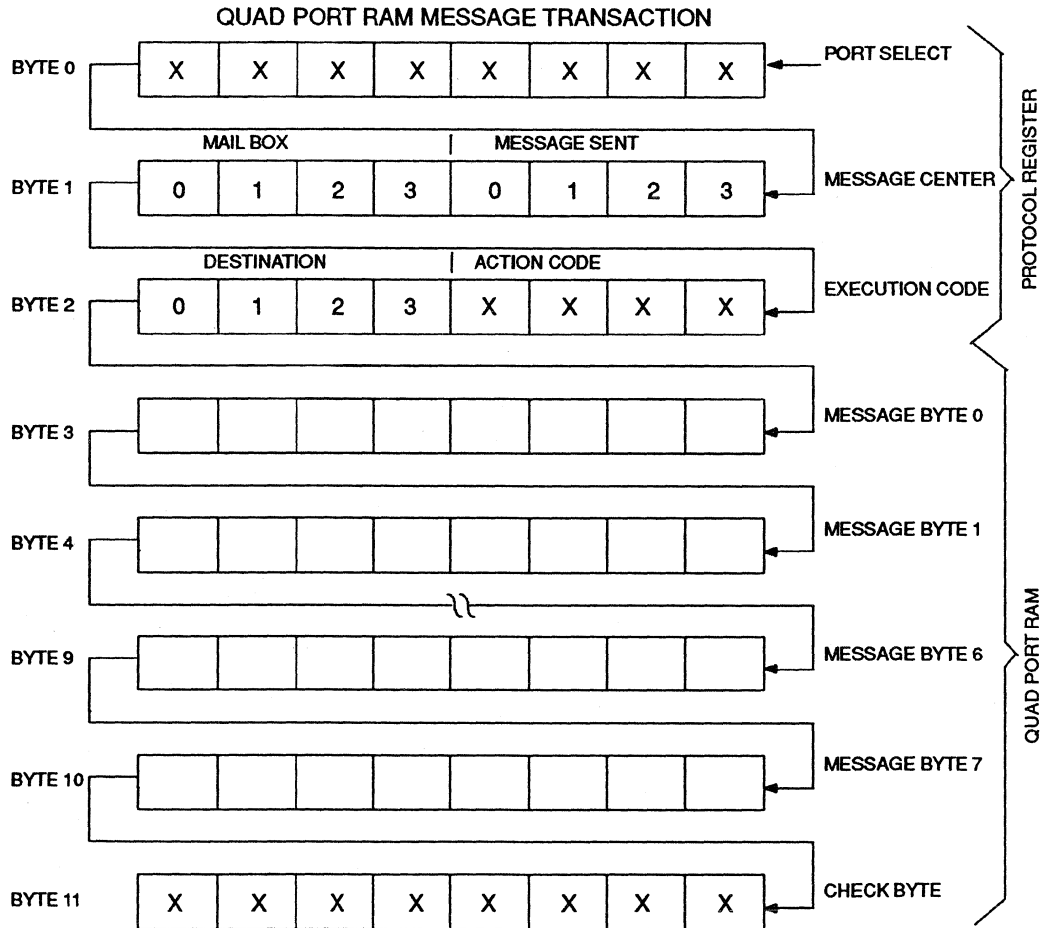 QUAD PORT RAM MESSAGE TRANSACTION
BYTE 0 X X X X X X X X PORT SELECT
MAIL BOX | MESSAGE SENT
BYTE 1 0 1 2 3 0 1 2 3 MESSAGE CENTER
DESTINATION | ACTION CODE
BYTE 2 0 1 2 3 X X X X EXECUTION CODE
PROTOCOL REGISTER
BYTE 3 MESSAGE BYTE 0
BYTE 4 MESSAGE BYTE 1
BYTE 9 MESSAGE BYTE 6
BYTE 10 MESSAGE BYTE 7
BYTE 11 X X X X X X X X CHECK BYTE
QUAD PORT RAM